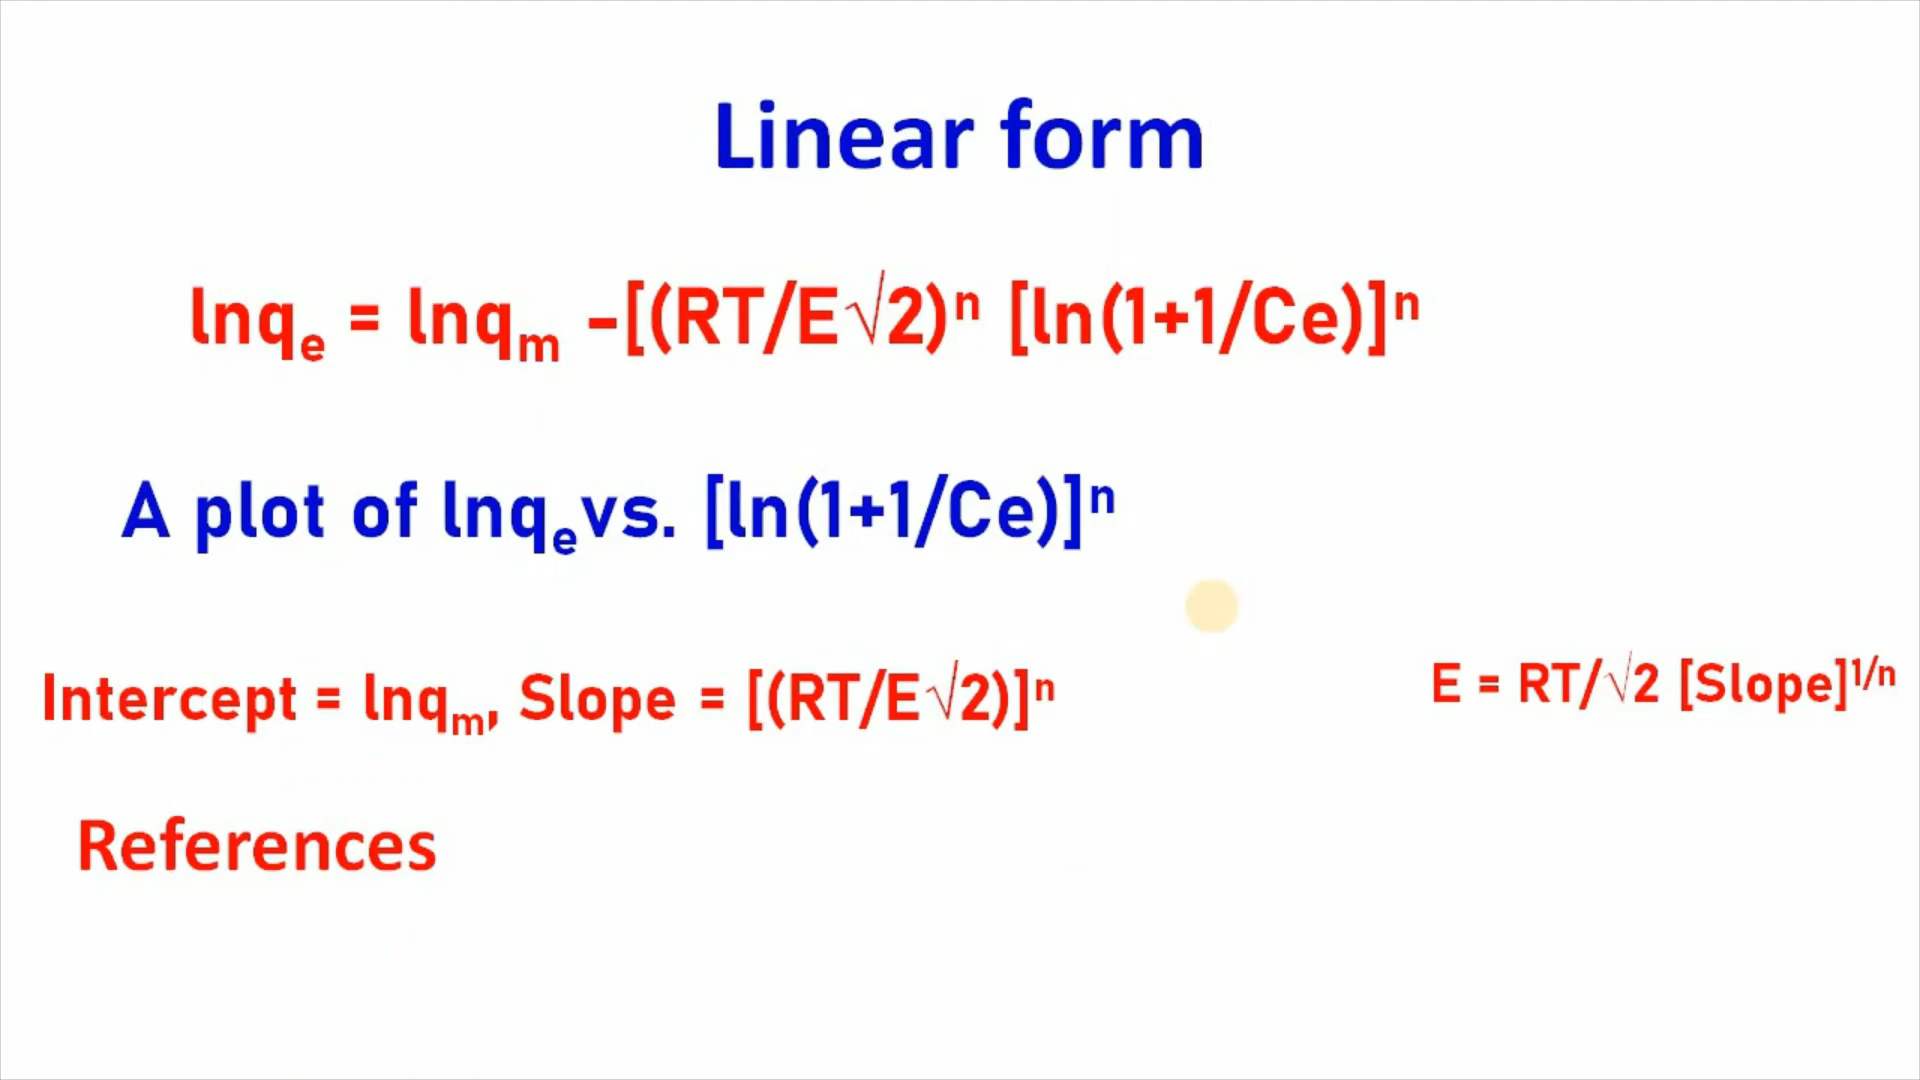 Linear form
lnqₑ = lnqₘ -[(RT/E√2)ⁿ [ln(1+1/Ce)]ⁿ
A plot of lnqₑvs. [ln(1+1/Ce)]ⁿ
Intercept = lnqₘ, Slope = [(RT/E√2)]ⁿ
E = RT/√2 [Slope]¹/ⁿ
References